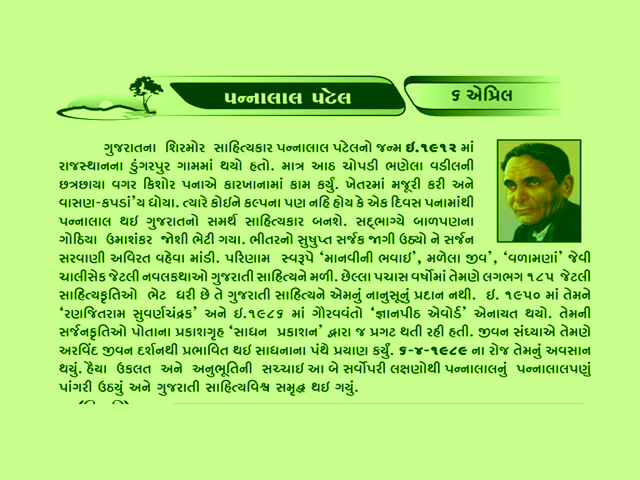 પન્નાલાલ પટેલ
૬ એપ્રિલ
ગુજરાતના શિરમોર સાહિત્યકાર પન્નાલાલ પટેલનો જન્મ ઇ.૧૯૧૨ માં
રાજસ્થાનના ડુંગરપુર ગામમાં થયો હતો. માત્ર આઠ ચોપડી ભણેલા વડીલની
છત્રછાયા વગર કિશોર પનાએ કારખાનામાં કામ કર્યું. ખેતરમાં મજૂરી કરી અને
વાસણ-કપડાં'ય ધોયા. ત્યારે કોઇને કલ્પના પણ નહિ હોય કે એક દિવસ પનામાંથી
પન્નાલાલ થઇ ગુજરાતનો સમર્થ સાહિત્યકાર બનશે. સદ્ભાગ્યે બાળપણના
ગોઠિયા ઉમાશંકર જોશી ભેટી ગયા. ભીતરનો સુષુપ્ત સર્જક જાગી ઉઠ્યો ને સર્જન
સરવાણી અવિરત વહેવા માંડી. પરિણામ સ્વરૂપે 'માનવીની ભવાઇ', મળેલા જીવ', 'વળામણાં' જેવી
ચાલીસેક જેટલી નવલકથાઓ ગુજરાતી સાહિત્યને મળી. છેલ્લા પચાસ વર્ષોમાં તેમણે લગભગ ૧૮૫ જેટલી
સાહિત્યકૃતિઓ ભેટ ધરી છે તે ગુજરાતી સાહિત્યને એમનું નાનુસૂનું પ્રદાન નથી. ઇ. ૧૯૫૦ માં તેમને
'રણજિતરામ સુવર્ણચંદ્રક' અને ઇ.૧૯૮૬ માં ગૌરવવંતો 'જ્ઞાનપીઠ એવોર્ડ' એનાયત થયો. તેમની
સર્જનકૃતિઓ પોતાના પ્રકાશગૃહ 'સાધન પ્રકાશન' દ્વારા જ પ્રગટ થતી રહી હતી. જીવન સંધ્યાએ તેમણે
અરવિંદ જીવન દર્શનથી પ્રભાવિત થઇ સાધનાના પંથે પ્રયાણ કર્યું. ૬-૪-૧૯૮૯ ના રોજ તેમનું અવસાન
થયું. હૈયા ઉકલત અને અનુભૂતિની સચ્ચાઇ આ બે સર્વોપરી લક્ષણોથી પન્નાલાલનું પન્નાલાલપણું
પાંગરી ઉઠયું અને ગુજરાતી સાહિત્યવિશ્વ સમૃદ્ધ થઇ ગયું.